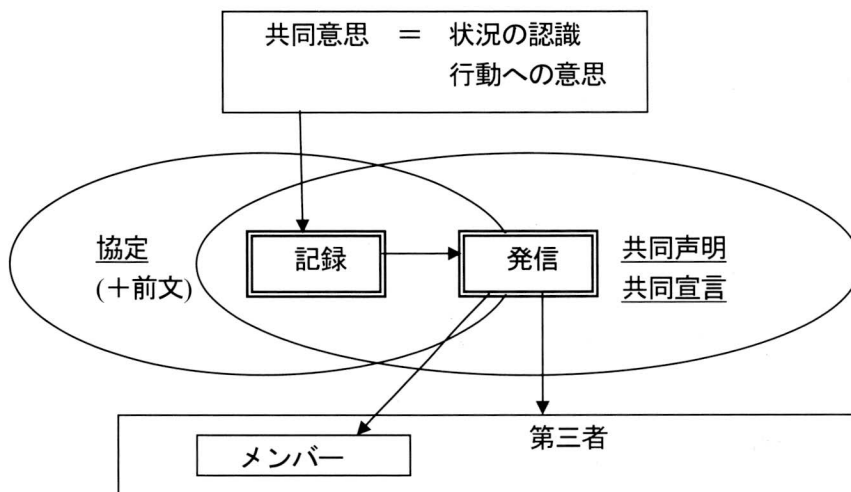 共同意思 ＝ 状況の認識
行動への意思
協定
(＋前文)
記録
発信
共同声明
共同宣言
第三者
メンバー